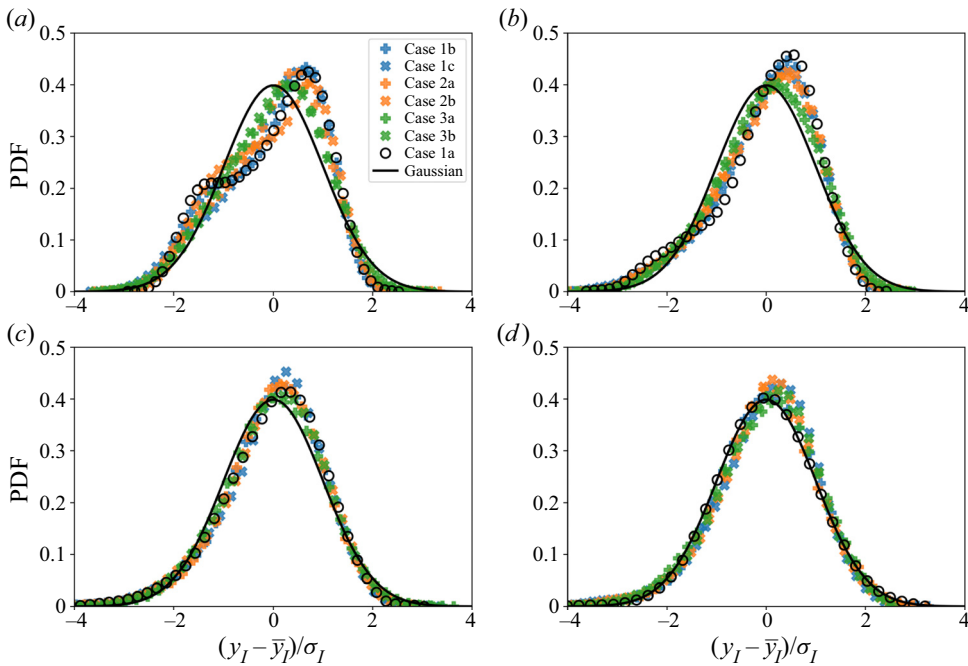 (a)
(b)
0.5
0.4
0.3
0.2
0.1
0
PDF
Case 1b
Case 1c
Case 2a
Case 2b
Case 3a
Case 3b
Case 1a
Gaussian
–4 –2 0 2 4
0.5
0.4
0.3
0.2
0.1
0
–4 –2 0 2 4
(c)
(d)
0.5
0.4
0.3
0.2
0.1
0
PDF
–4 –2 0 2 4
(y_I – y̅_I)/σ_I
0.5
0.4
0.3
0.2
0.1
0
–4 –2 0 2 4
(y_I – y̅_I)/σ_I